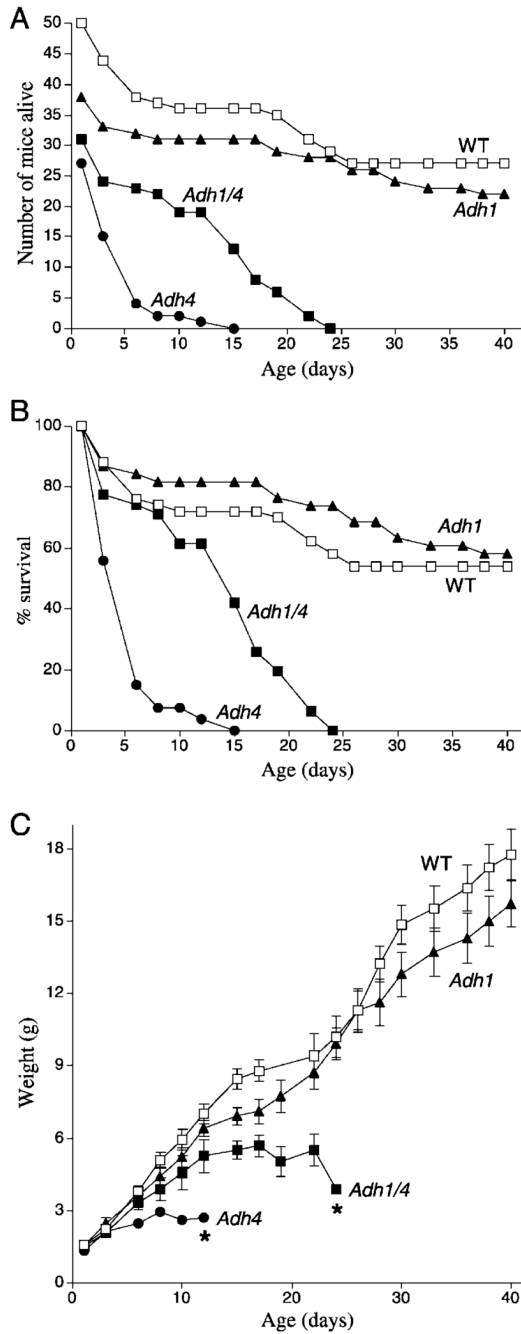 A
50
45
40
35
30
25
20
15
10
5
0
Number of mice alive
WT
Adh1
Adh1/4
Adh4
0 5 10 15 20 25 30 35 40
Age (days)
B
100
80
60
40
20
0
% survival
Adh1
WT
Adh1/4
Adh4
0 5 10 15 20 25 30 35 40
Age (days)
C
18
15
12
9
6
3
0
Weight (g)
WT
Adh1
Adh1/4
*
Adh4
*
0 10 20 30 40
Age (days)